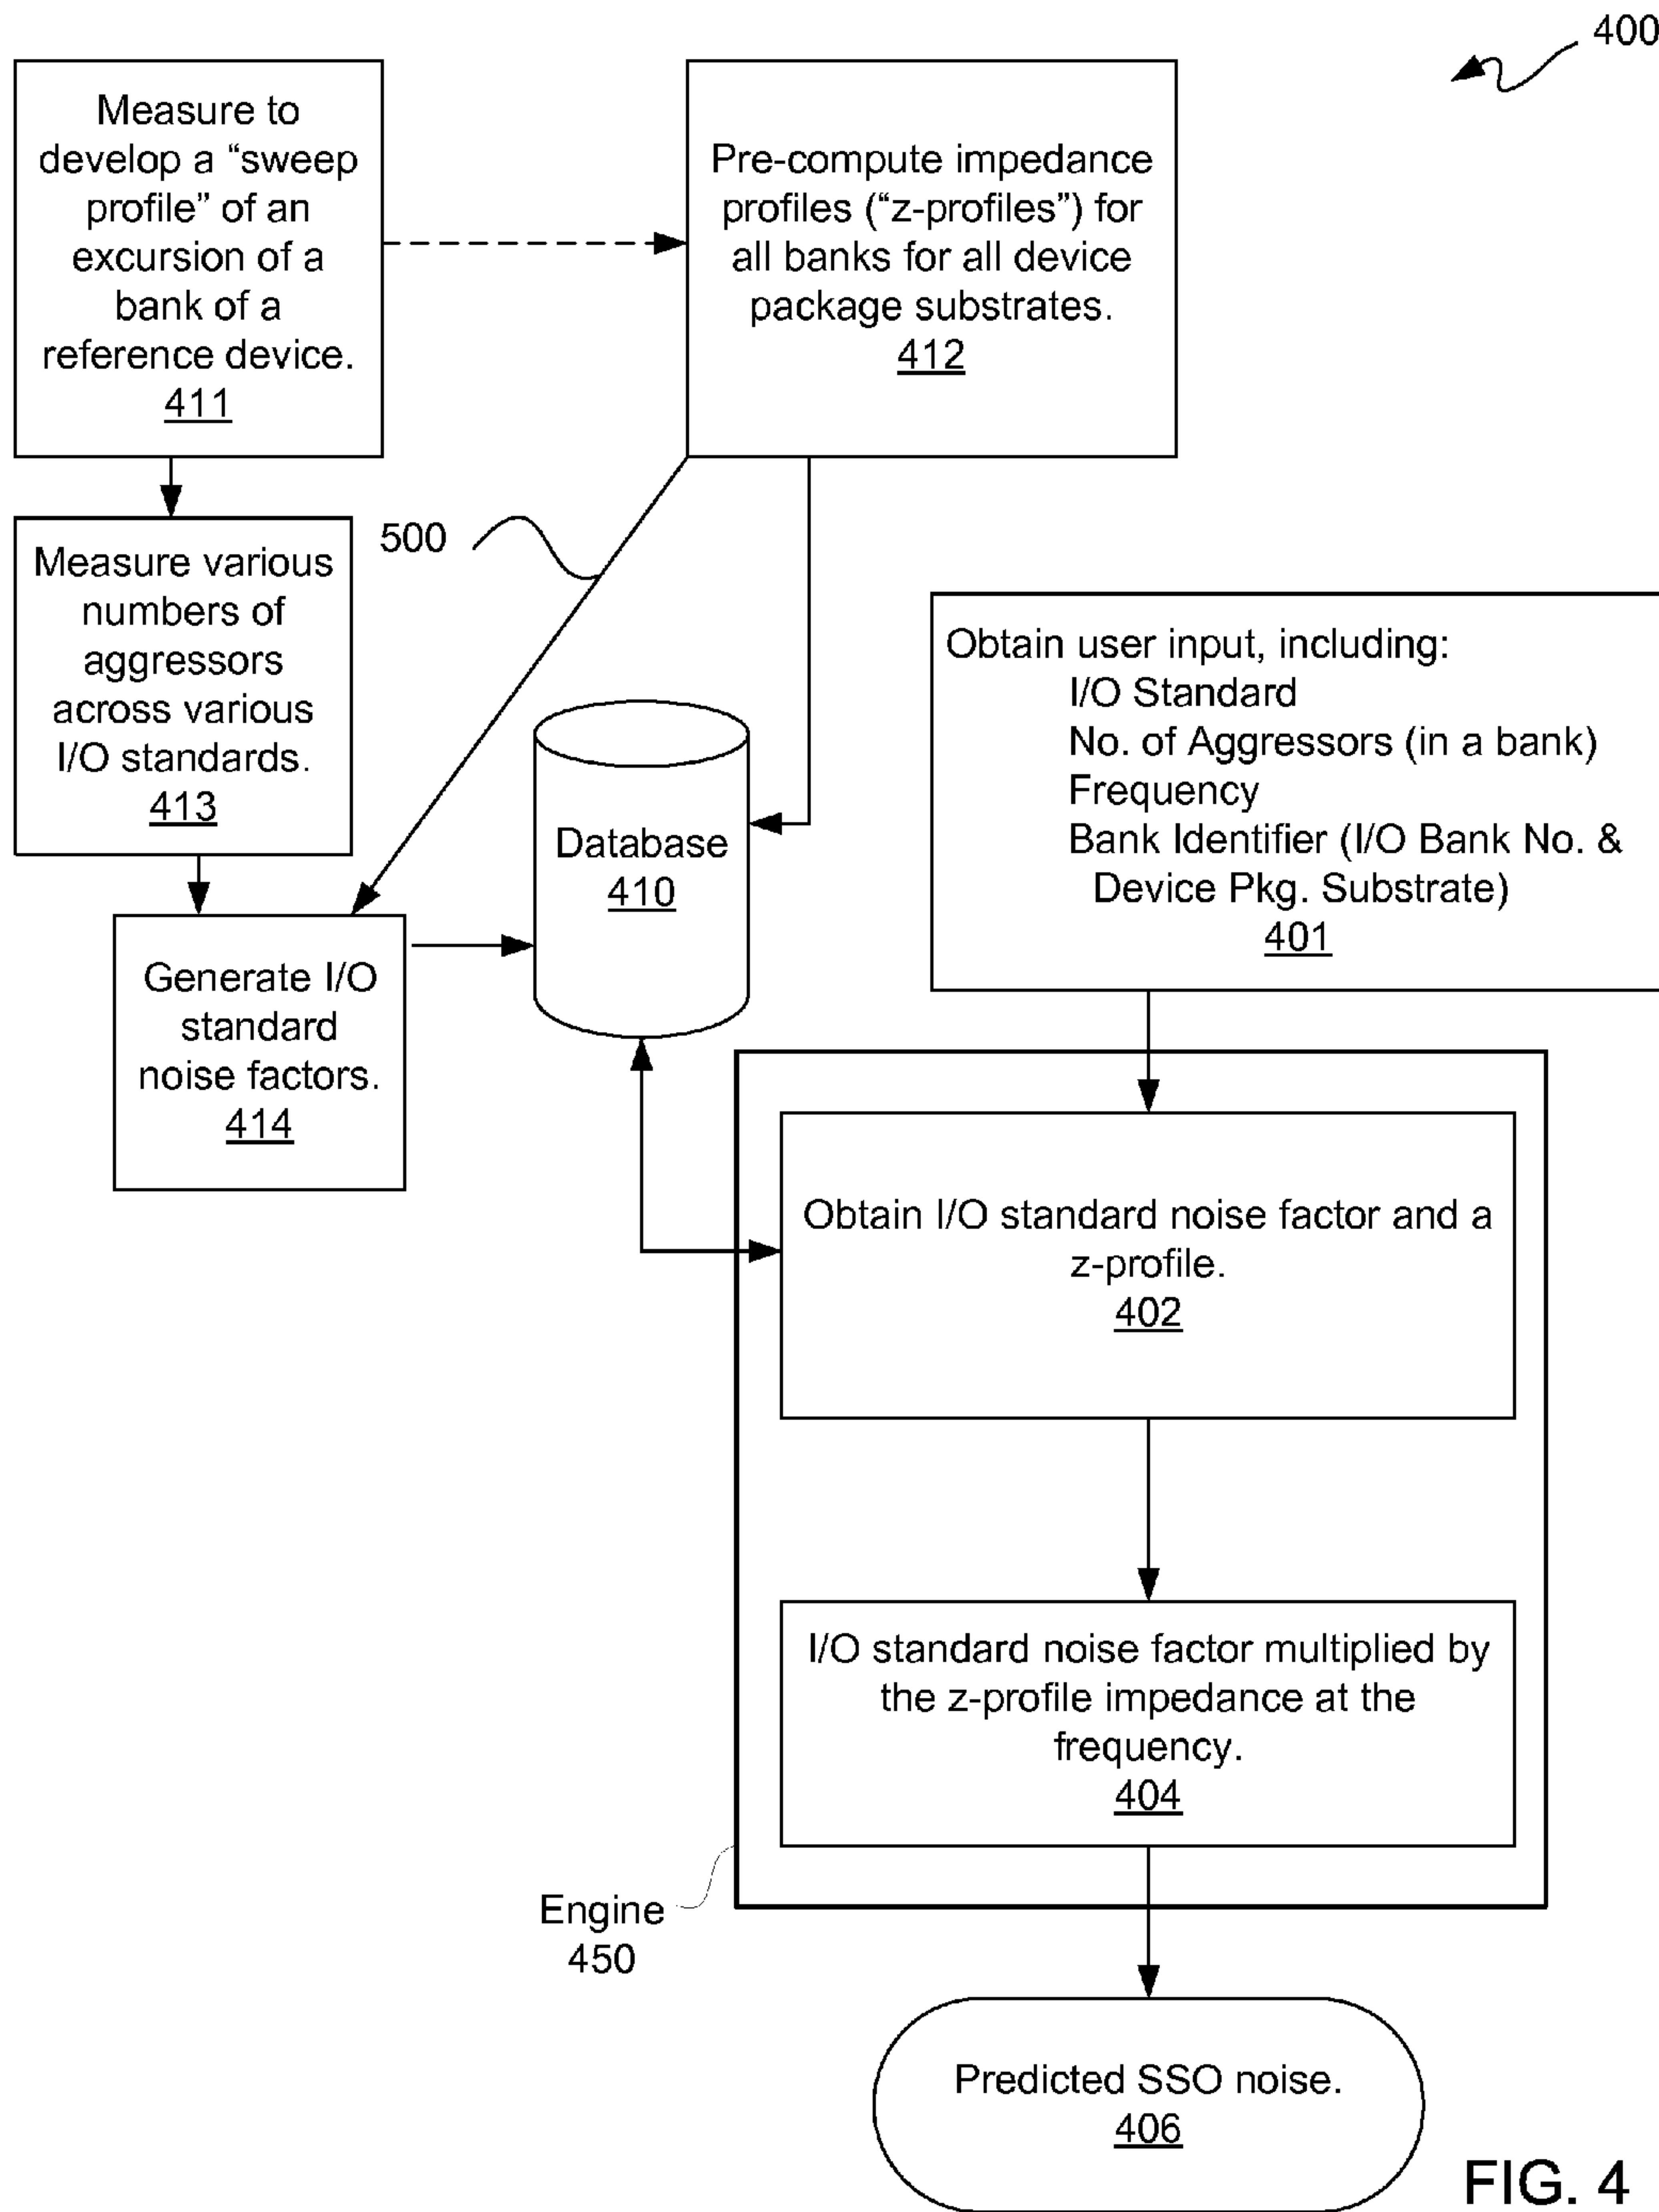 400
Measure to
develop a “sweep
profile” of an
excursion of a
bank of a
reference device.
411
Pre-compute impedance
profiles (“z-profiles”) for
all banks for all device
package substrates.
412
500
Measure various
numbers of
aggressors
across various
I/O standards.
413
Obtain user input, including:
I/O Standard
No. of Aggressors (in a bank)
Frequency
Bank Identifier (I/O Bank No. &
Device Pkg. Substrate)
401
Database
410
Generate I/O
standard
noise factors.
414
Obtain I/O standard noise factor and a
z-profile.
402
I/O standard noise factor multiplied by
the z-profile impedance at the
frequency.
404
Engine
450
Predicted SSO noise.
406
FIG. 4